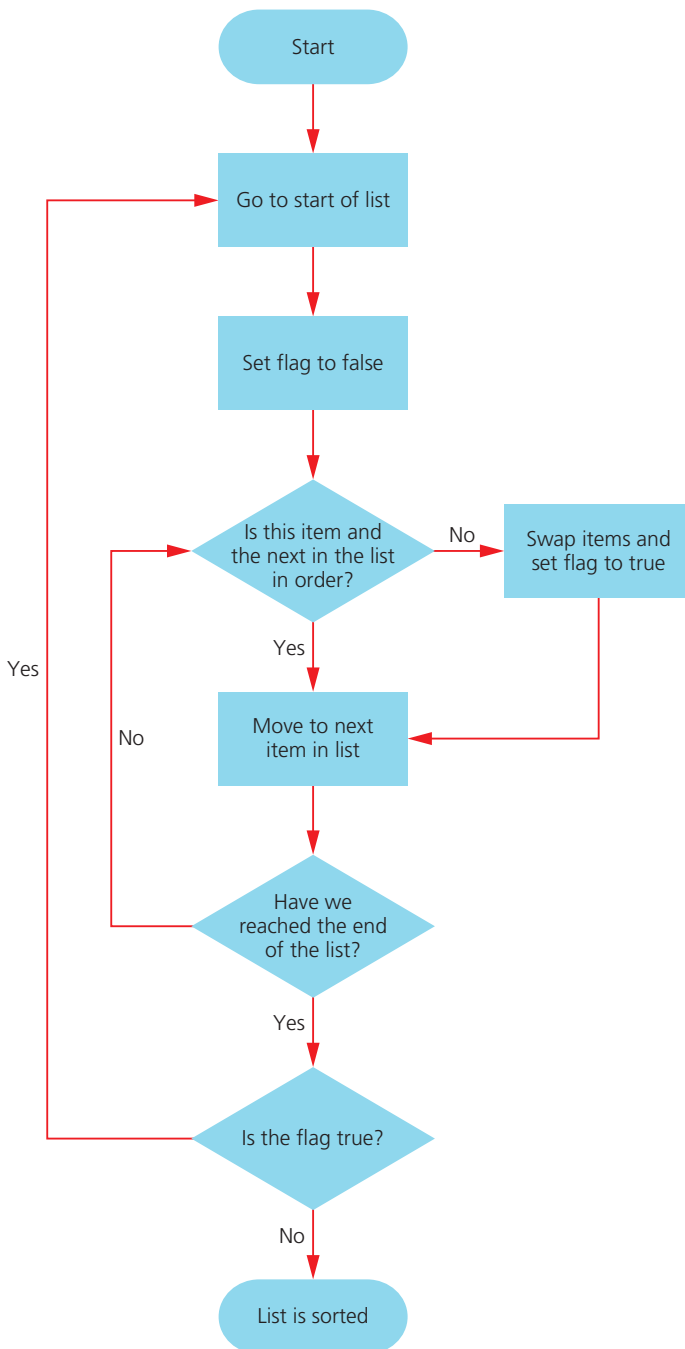 Start
Go to start of list
Set flag to false
Is this item and
the next in the list
in order?
No
Swap items and
set flag to true
Yes
Yes
Move to next
item in list
No
Have we
reached the end
of the list?
Yes
Is the flag true?
No
List is sorted